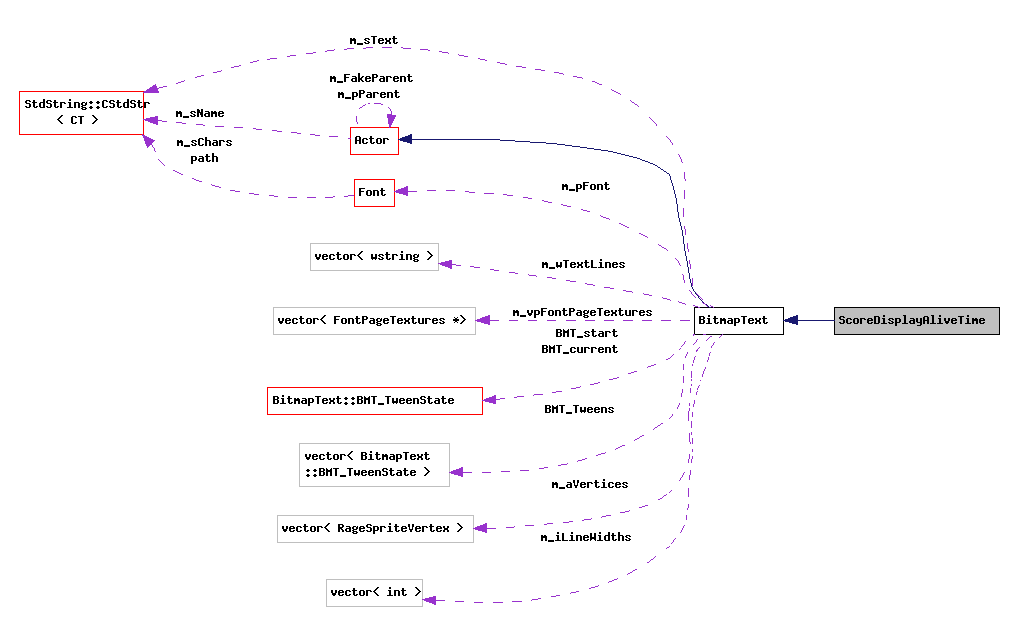 m_sText
m_FakeParent
m_pParent
StdString::CStdStr
< CT >
m_sName
Actor
m_sChars
path
Font
m_pFont
vector< wstring >
m_wTextLines
vector< FontPageTextures *>
m_vpFontPageTextures
BitmapText
ScoreDisplayAliveTime
BMT_start
BMT_current
BitmapText::BMT_TweenState
BMT_Tweens
vector< BitmapText
::BMT_TweenState >
m_aVertices
vector< RageSpriteVertex >
m_iLineWidths
vector< int >